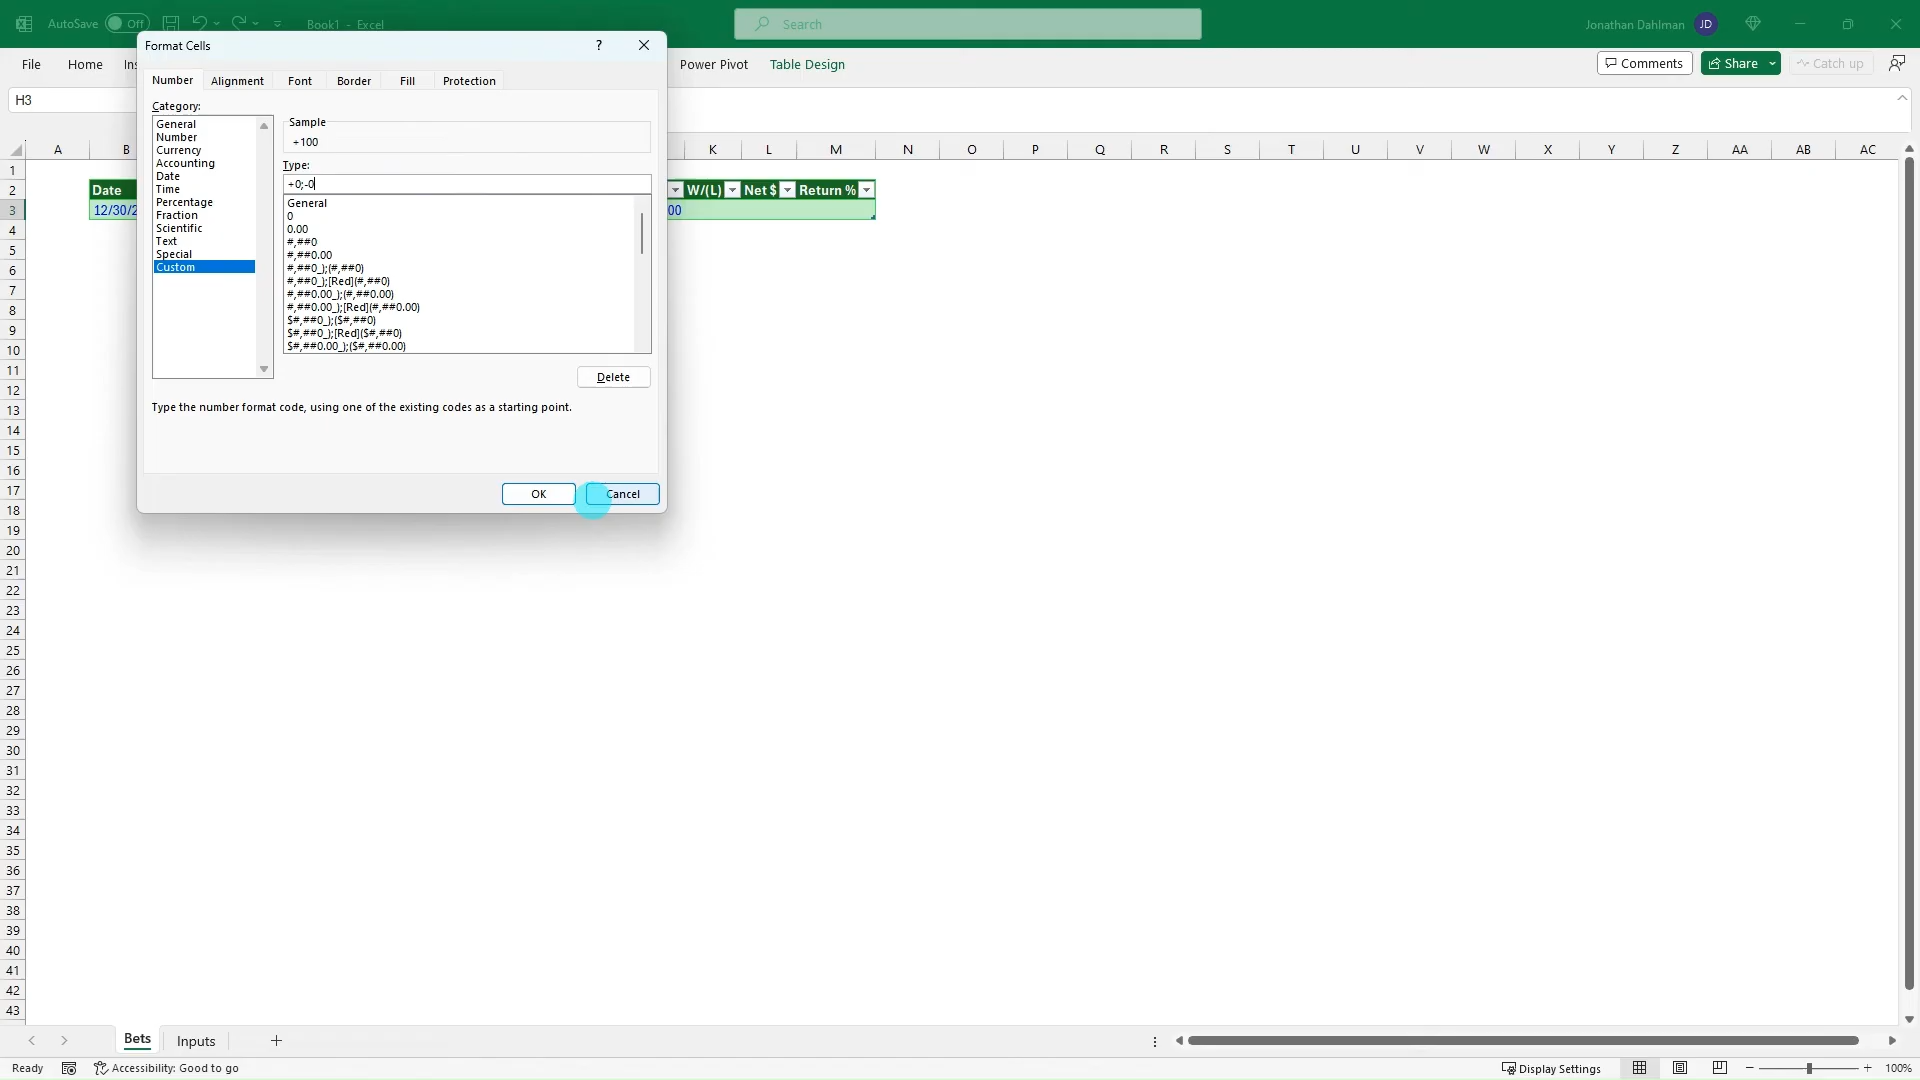 AutoSave Off Book1 - Excel Search Jonathan Dahlman JD
Format Cells ?
File Home Ins Power Pivot Table Design Comments Share Catch up
Number Alignment Font Border Fill Protection
H3
Category:
General
Number
Currency
Accounting
Date
Time
Percentage
Fraction
Scientific
Text
Special
Custom
Sample
+100
Type:
+0;-0
General
0
0.00
#,##0
#,##0.00
#,##0_);(#,##0)
#,##0_);[Red](#,##0)
#,##0.00_);(#,##0.00)
#,##0.00_);[Red](#,##0.00)
$#,##0_);($#,##0)
$#,##0_);[Red]($#,##0)
$#,##0.00_);($#,##0.00)
Delete
Type the number format code, using one of the existing codes as a starting point.
OK Cancel
A B K L M N O P Q R S T U V W X Y Z AA AB AC
1
2 Date W/(L) Net $ Return %
3 12/30/2 00
4
5
6
7
8
9
10
11
12
13
14
15
16
17
18
19
20
21
22
23
24
25
26
27
28
29
30
31
32
33
34
35
36
37
38
39
40
41
42
43
Bets Inputs +
Ready Accessibility: Good to go Display Settings - + 100%